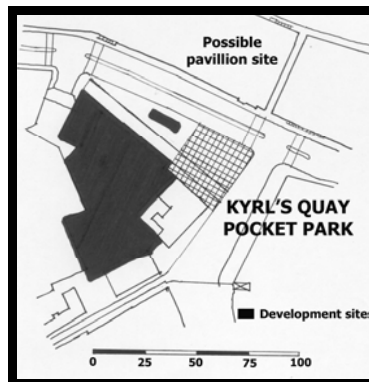 Possible
pavillion site
KYRL'S QUAY
POCKET PARK
Development sites
0 25 50 75 100